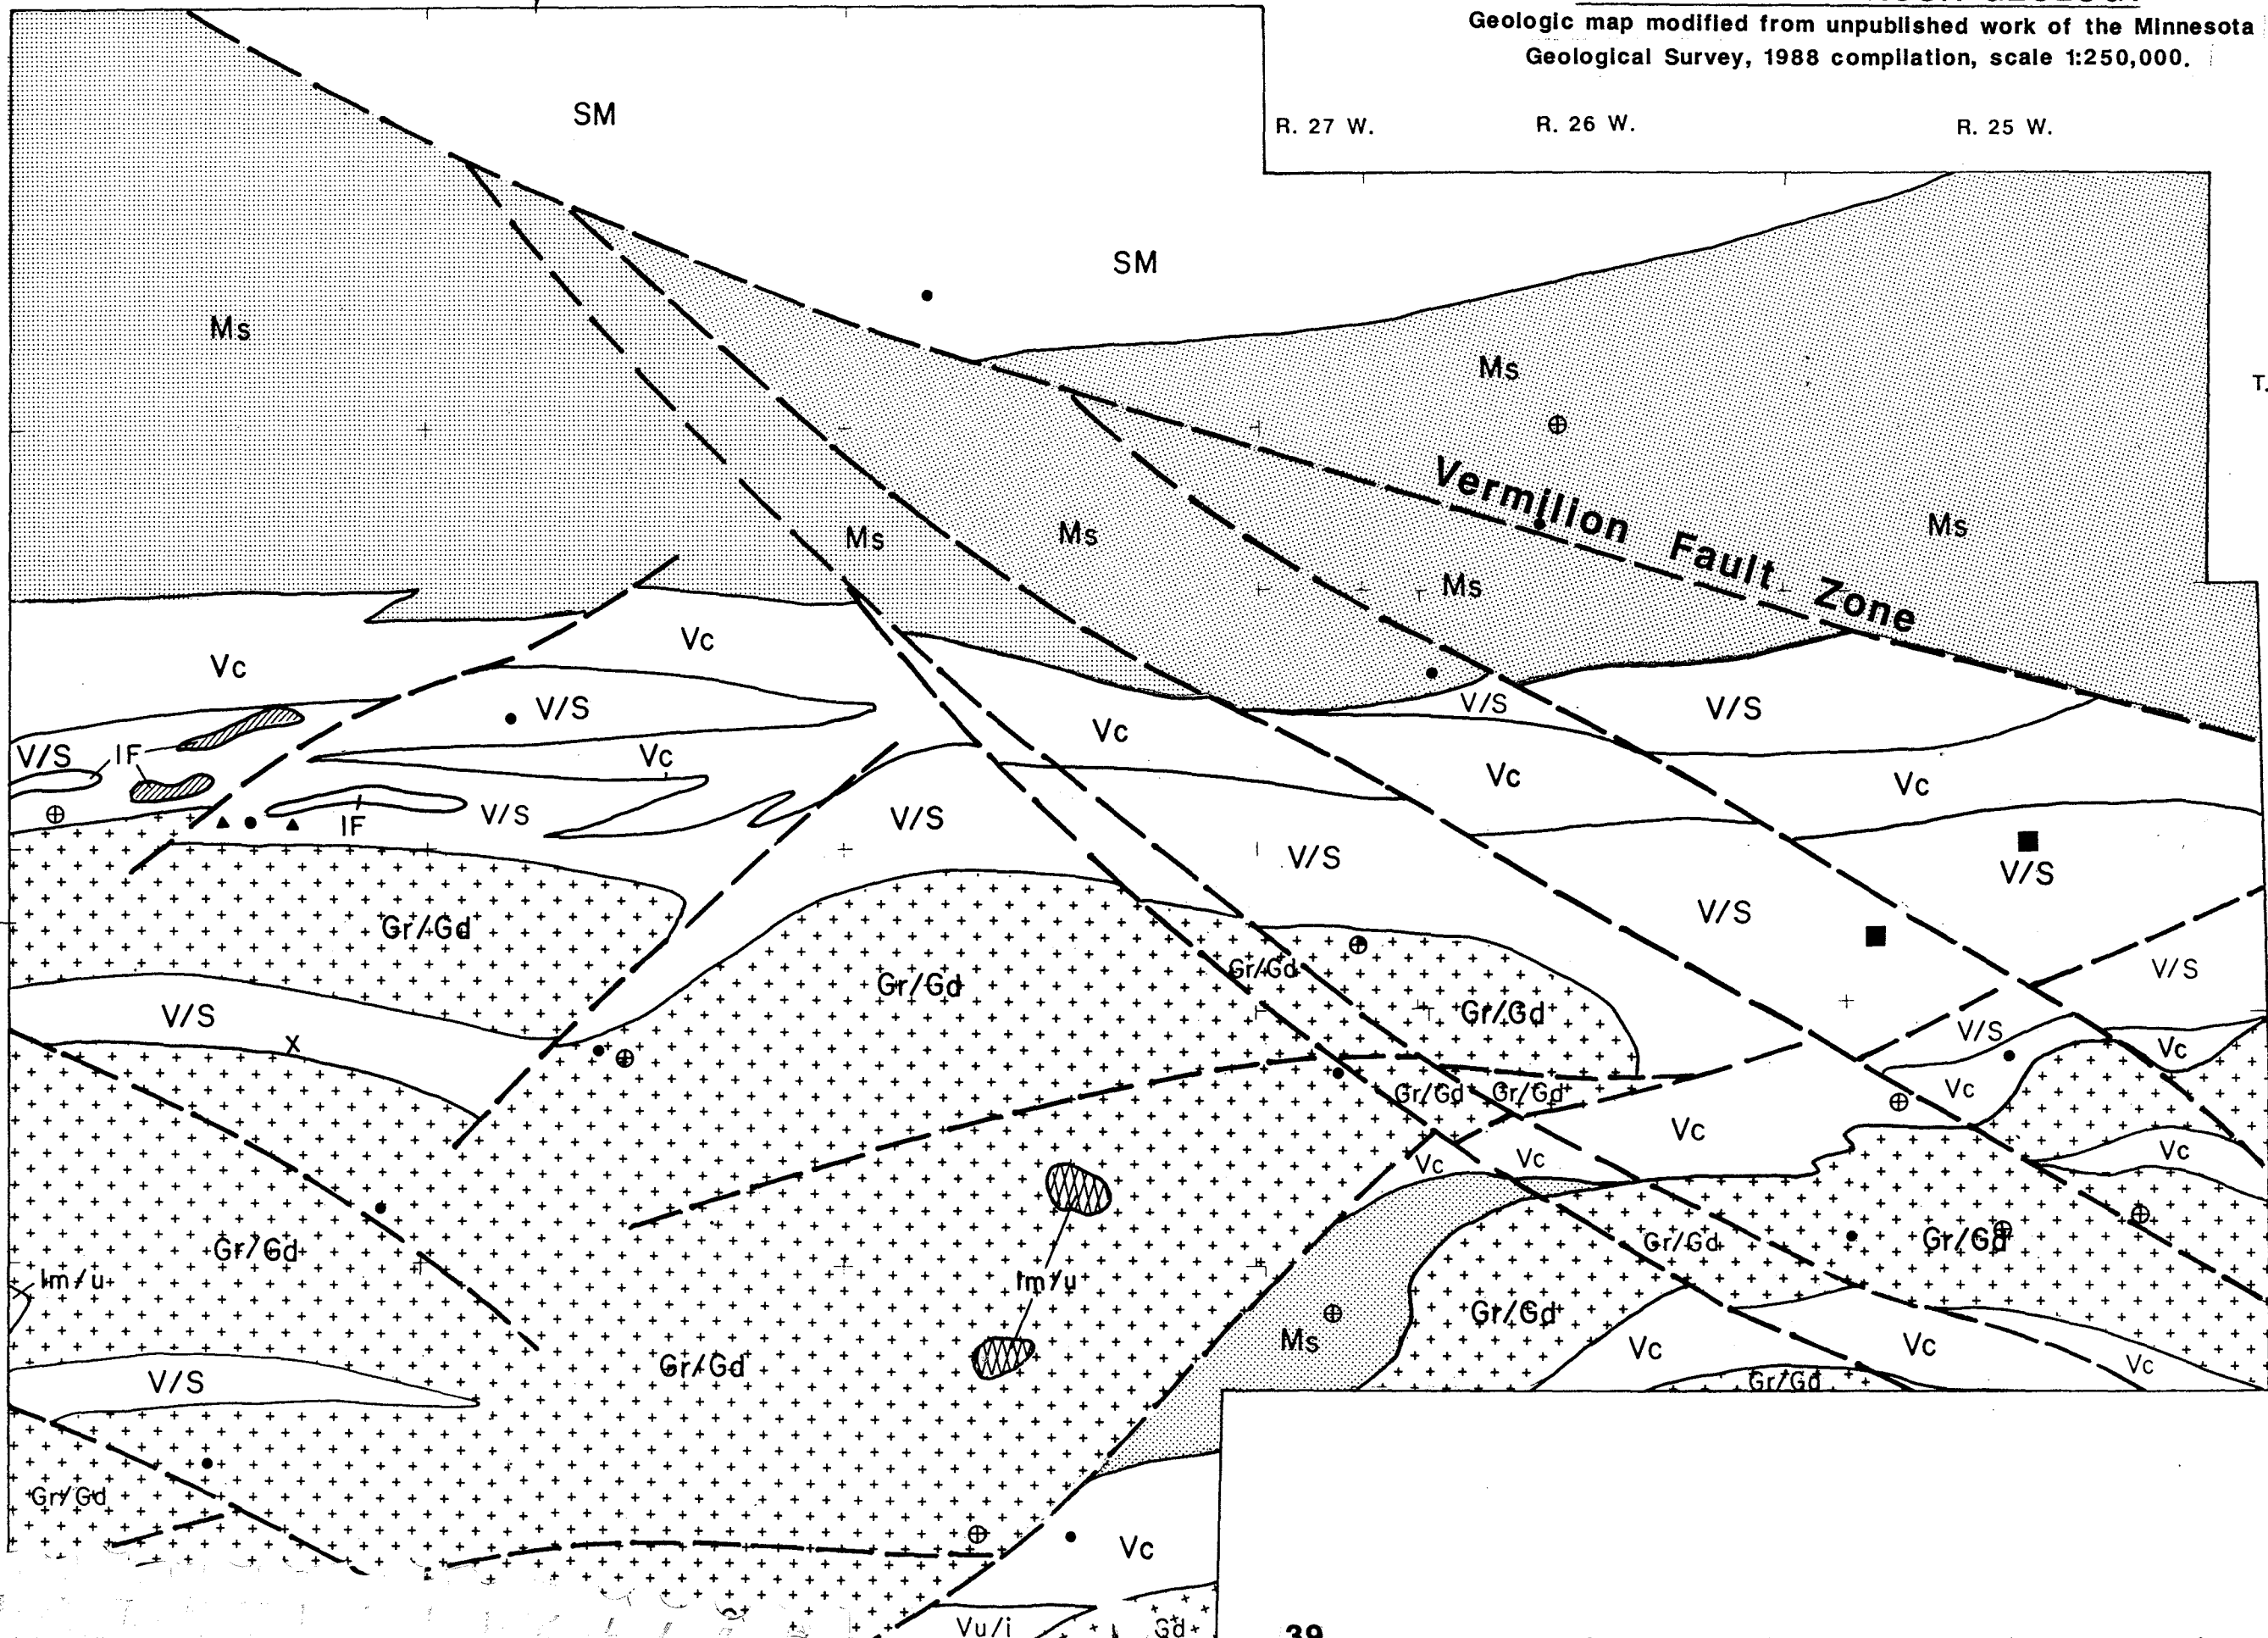 Geologic map modified from unpublished work of the Minnesota
Geological Survey, 1988 compilation, scale 1:250,000.
R. 27 W.
R. 26 W.
R. 25 W.
SM
SM
Ms
Ms
T.
Vermilion Fault Zone
Ms
Ms
Ms
Ms
Vc
Vc
V/S
V/S
V/S
Vc
V/S
IF
Vc
Vc
Vc
IF
V/S
V/S
V/S
V/S
V/S
Gr/Gd
V/S
Gr/Gd
Gr/Gd
Gr/Gd
V/S
X
V/S
Vc
Gr/Gd
Gr/Gd
Vc
Vc
Vc
Vc
Vc
Gr/Gd
Gr/Gd
Gr/Gd
Im/u
Im/u
Gr/Gd
Ms
Vc
Vc
Vc
Gr/Gd
V/S
Gr/Gd
Gr/Gd
Vc
Vu/i
Gd
39